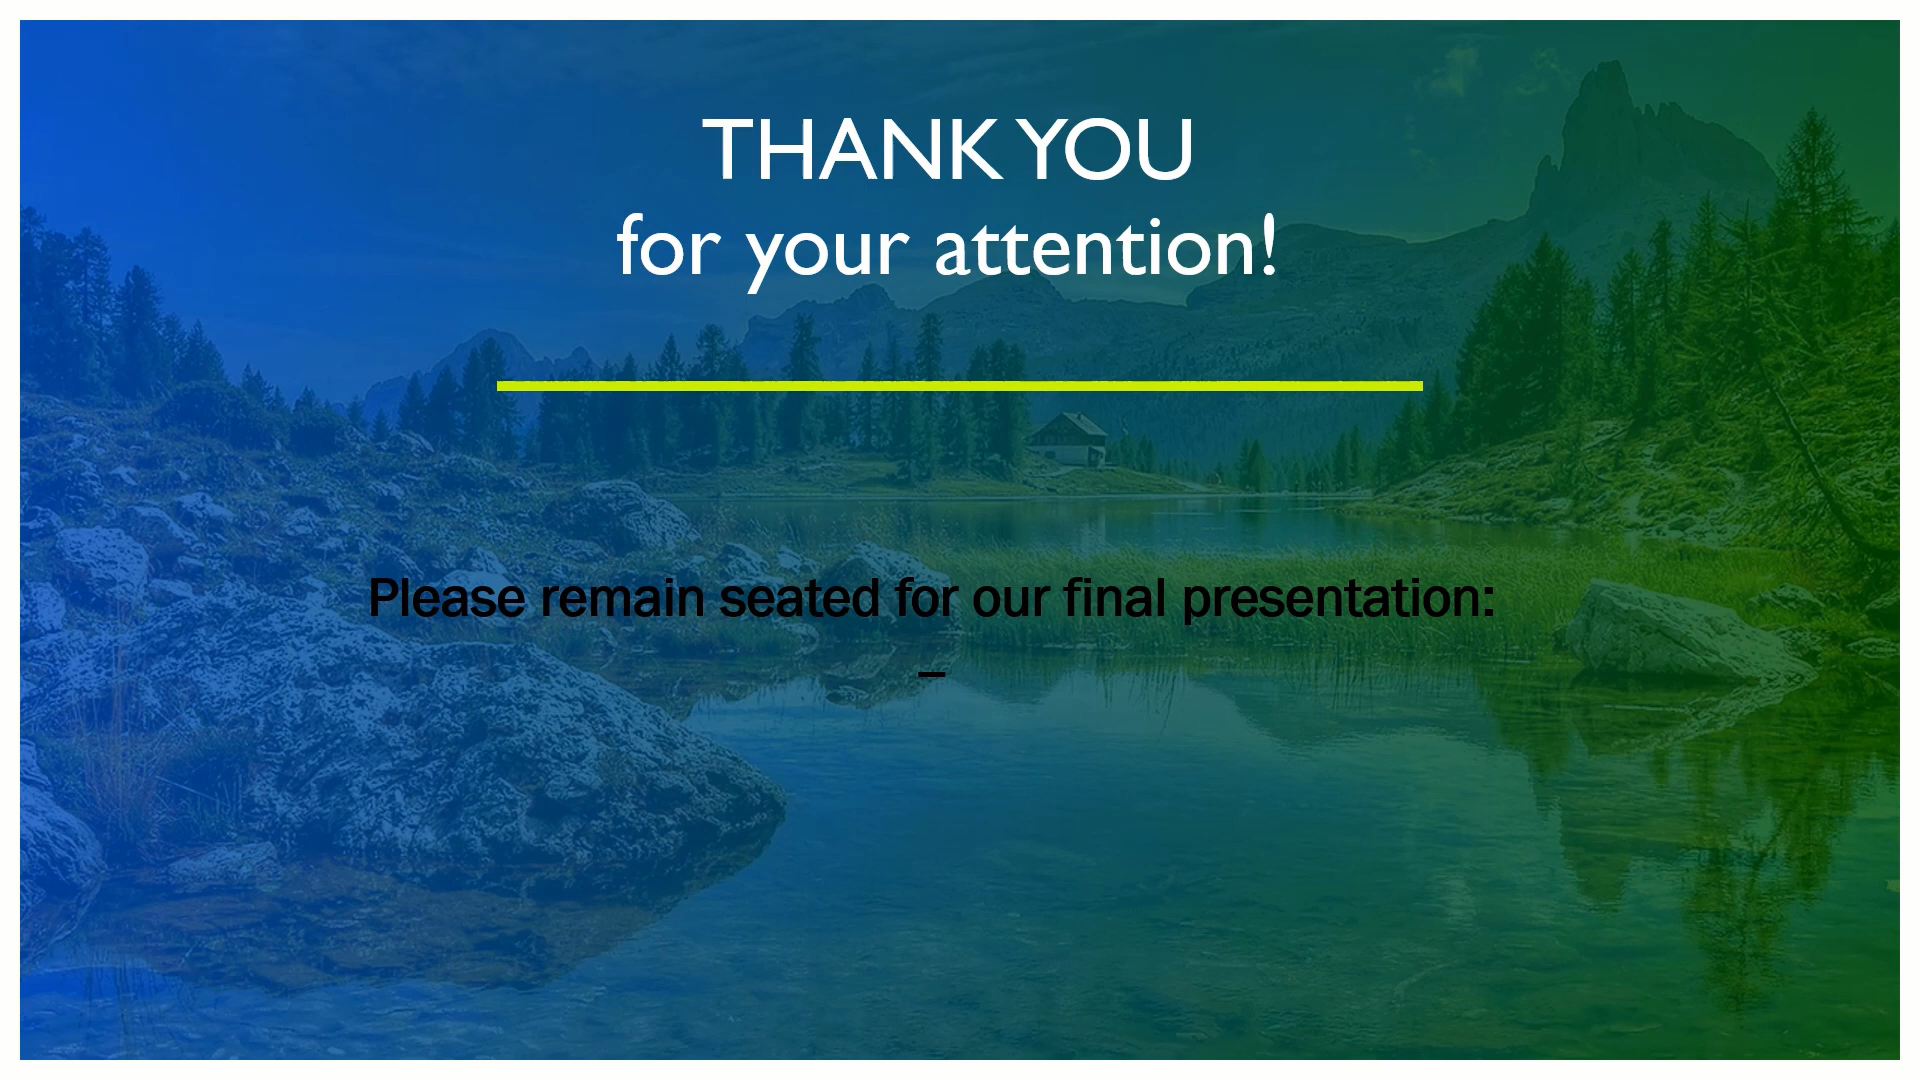 THANK YOU
for your attention!
Please remain seated for our final presentation:
–